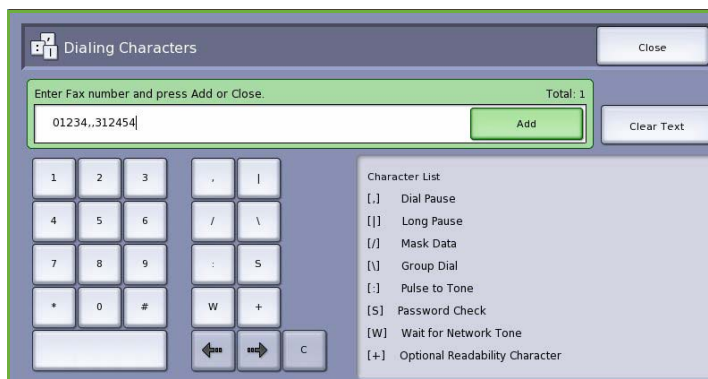 Dialing Characters
Close
Enter Fax number and press Add or Close.
Total: 1
01234,,312454
Add
Clear Text
1 2 3 , |
4 5 6 / \
7 8 9 : S
* 0 # W +
C
Character List
[,] Dial Pause
[|] Long Pause
[/] Mask Data
[\] Group Dial
[:] Pulse to Tone
[S] Password Check
[W] Wait for Network Tone
[+] Optional Readability Character